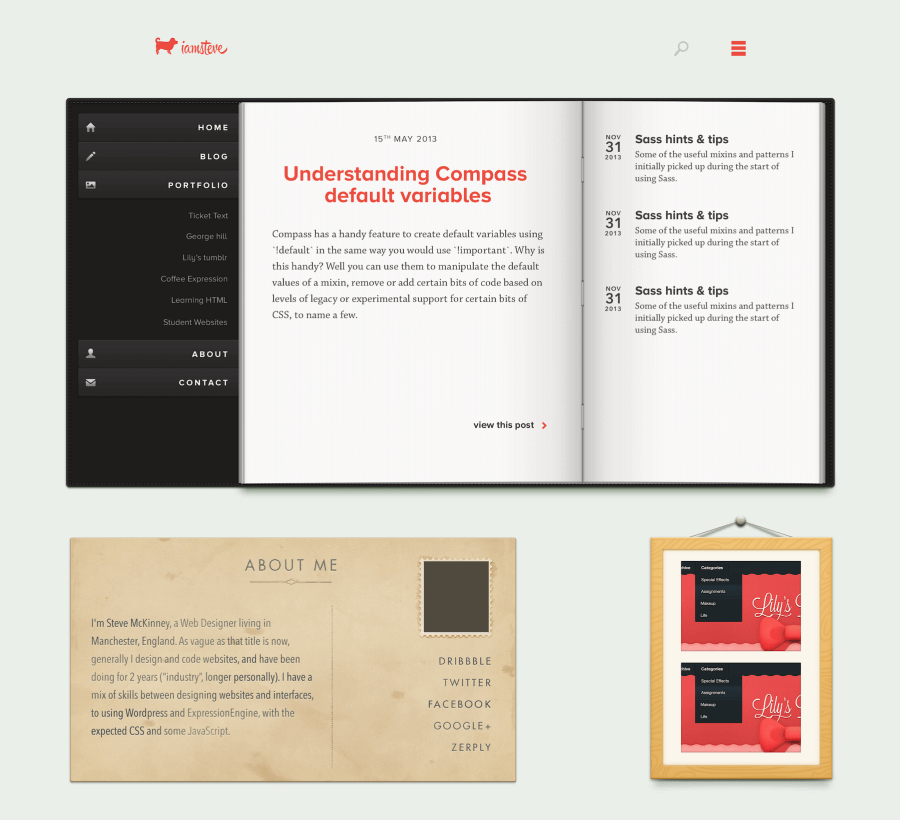 iamsteve
HOME
BLOG
PORTFOLIO
Ticket Text
George hill
Lily's tumblr
Coffee Expression
Learning HTML
Student Websites
ABOUT
CONTACT
15TH MAY 2013
Understanding Compass
default variables
Compass has a handy feature to create default variables using
`!default` in the same way you would use `!important`. Why is
this handy? Well you can use them to manipulate the default
values of a mixin, remove or add certain bits of code based on
levels of legacy or experimental support for certain bits of
CSS, to name a few.
view this post
NOV
31
2013
Sass hints & tips
Some of the useful mixins and patterns I
initially picked up during the start of
using Sass.
NOV
31
2013
Sass hints & tips
Some of the useful mixins and patterns I
initially picked up during the start of
using Sass.
NOV
31
2013
Sass hints & tips
Some of the useful mixins and patterns I
initially picked up during the start of
using Sass.
ABOUT ME
I'm Steve McKinney, a Web Designer living in
Manchester, England. As vague as that title is now,
generally I design and code websites, and have been
doing for 2 years ("industry", longer personally). I have a
mix of skills between designing websites and interfaces,
to using Wordpress and ExpressionEngine, with the
expected CSS and some JavaScript.
DRIBBBLE
TWITTER
FACEBOOK
GOOGLE+
ZERPLY
Categories
Special Effects
Assignments
Makeup
Life
Lily's
Categories
Special Effects
Assignments
Makeup
Life
Lily's